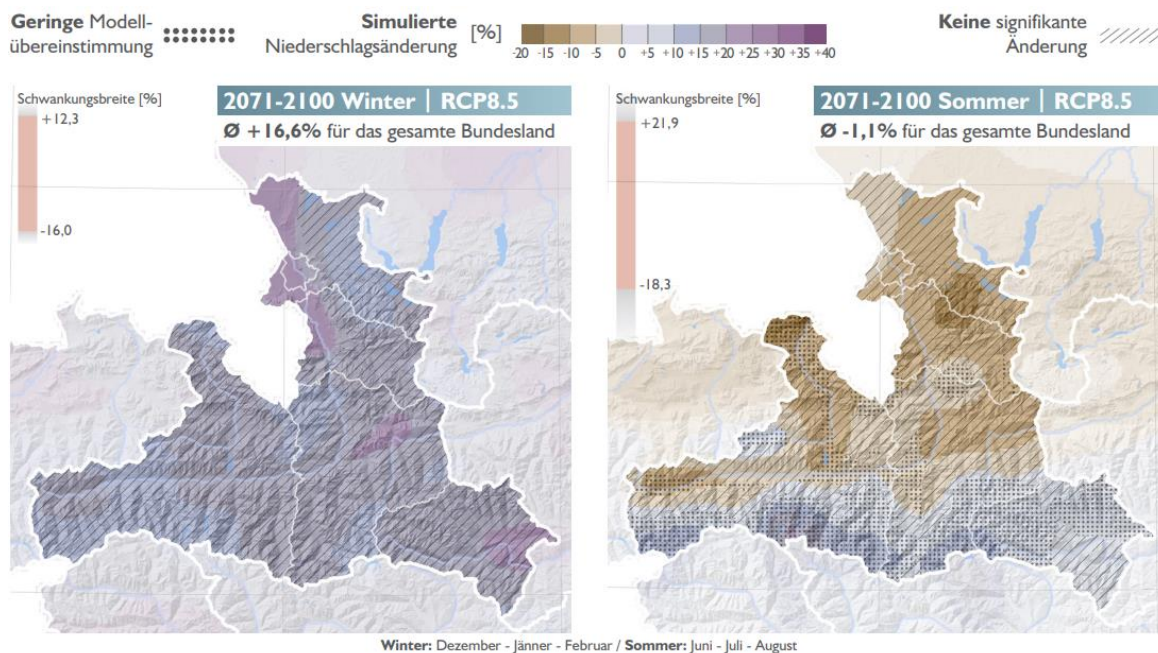 Geringe Modell-
übereinstimmung
Simulierte
Niederschlagsänderung [%]
-20 -15 -10 -5 0 +5 +10 +15 +20 +25 +30 +35 +40
Keine signifikante
Änderung
Schwankungsbreite [%]
+12,3
-16,0
2071-2100 Winter | RCP8.5
Ø +16,6% für das gesamte Bundesland
Schwankungsbreite [%]
+21,9
-18,3
2071-2100 Sommer | RCP8.5
Ø -1,1% für das gesamte Bundesland
Winter: Dezember - Jänner - Februar / Sommer: Juni - Juli - August